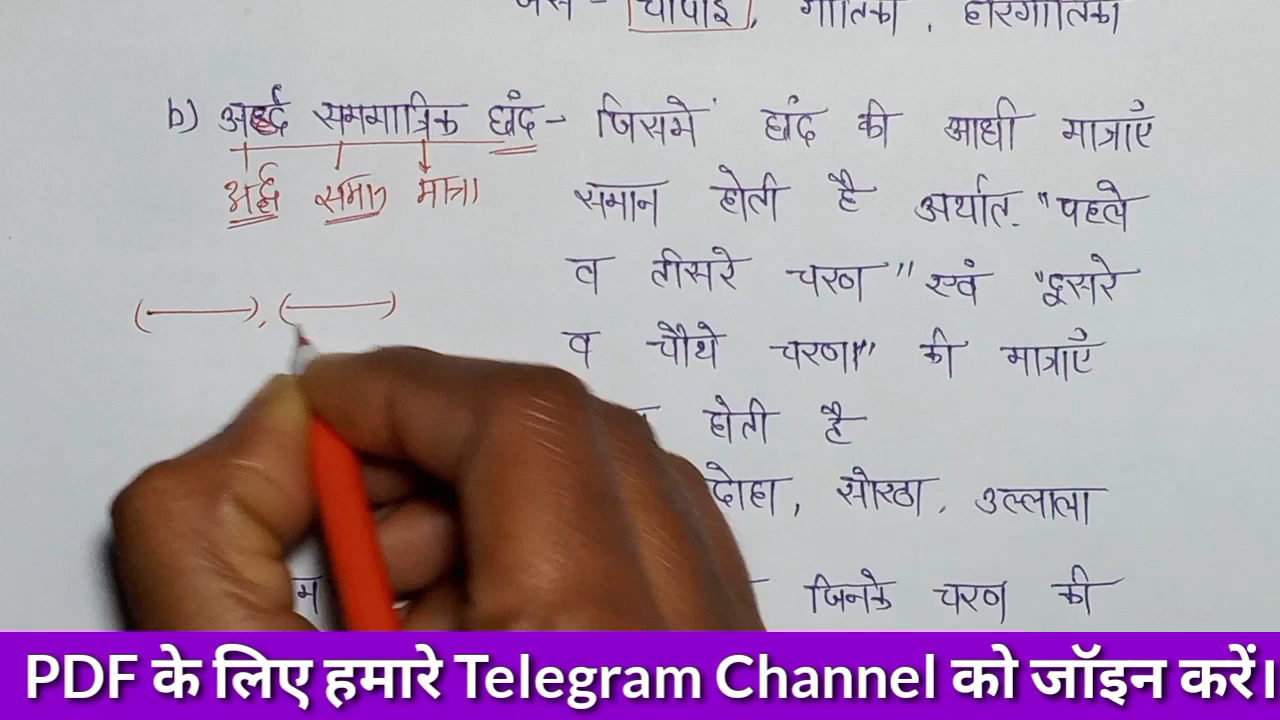 जैसे - चौपाई, गीतिका, हरिगीतिका
b) अर्द्ध सममात्रिक छंद - जिसमें छंद की आधी मात्राएँ
अर्द्ध समान मात्रा
समान होती है अर्थात. "पहले
व तीसरे चरण" एवं "दूसरे
व चौथे चरण" की मात्राएँ
होती है
दोहा, सोरठा, उल्लाला
म जिनके चरण की
PDF के लिए हमारे Telegram Channel को जॉइन करें।